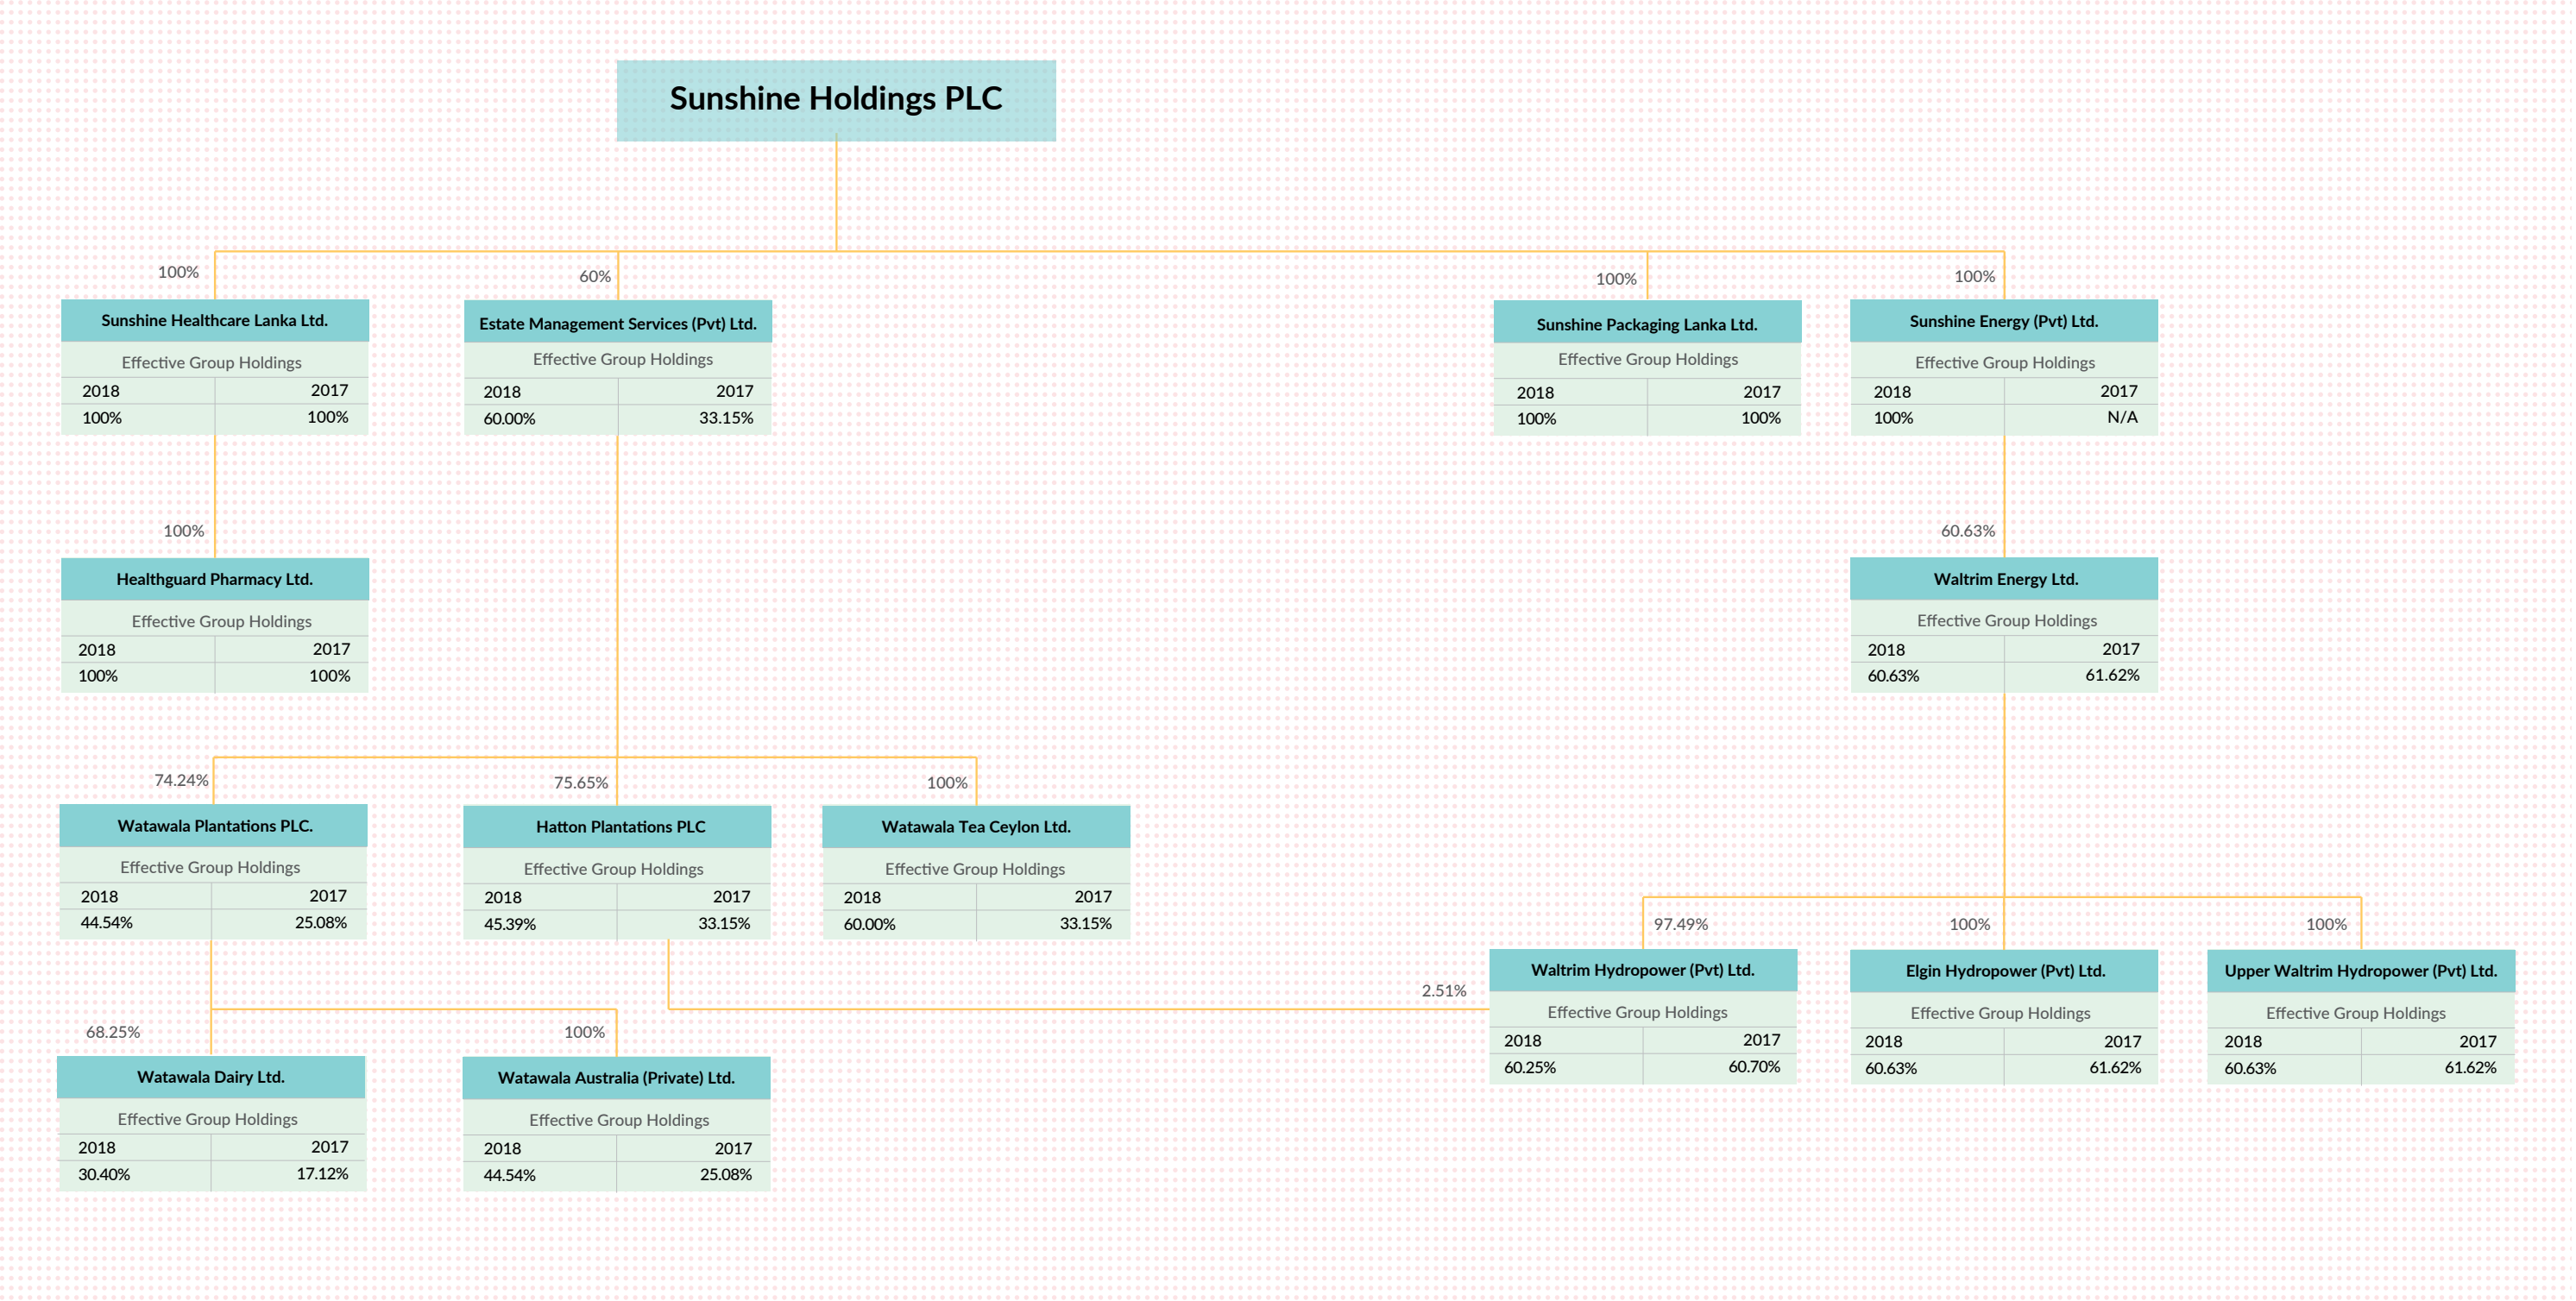 Sunshine Holdings PLC
100%
60%
100%
100%
Sunshine Healthcare Lanka Ltd.
Effective Group Holdings
2018 2017
100% 100%
Estate Management Services (Pvt) Ltd.
Effective Group Holdings
2018 2017
60.00% 33.15%
Sunshine Packaging Lanka Ltd.
Effective Group Holdings
2018 2017
100% 100%
Sunshine Energy (Pvt) Ltd.
Effective Group Holdings
2018 2017
100% N/A
100%
60.63%
Healthguard Pharmacy Ltd.
Effective Group Holdings
2018 2017
100% 100%
Waltrim Energy Ltd.
Effective Group Holdings
2018 2017
60.63% 61.62%
74.24%
75.65%
100%
Watawala Plantations PLC.
Effective Group Holdings
2018 2017
44.54% 25.08%
Hatton Plantations PLC
Effective Group Holdings
2018 2017
45.39% 33.15%
Watawala Tea Ceylon Ltd.
Effective Group Holdings
2018 2017
60.00% 33.15%
97.49%
100%
100%
2.51%
Waltrim Hydropower (Pvt) Ltd.
Effective Group Holdings
2018 2017
60.25% 60.70%
Elgin Hydropower (Pvt) Ltd.
Effective Group Holdings
2018 2017
60.63% 61.62%
Upper Waltrim Hydropower (Pvt) Ltd.
Effective Group Holdings
2018 2017
60.63% 61.62%
68.25%
100%
Watawala Dairy Ltd.
Effective Group Holdings
2018 2017
30.40% 17.12%
Watawala Australia (Private) Ltd.
Effective Group Holdings
2018 2017
44.54% 25.08%